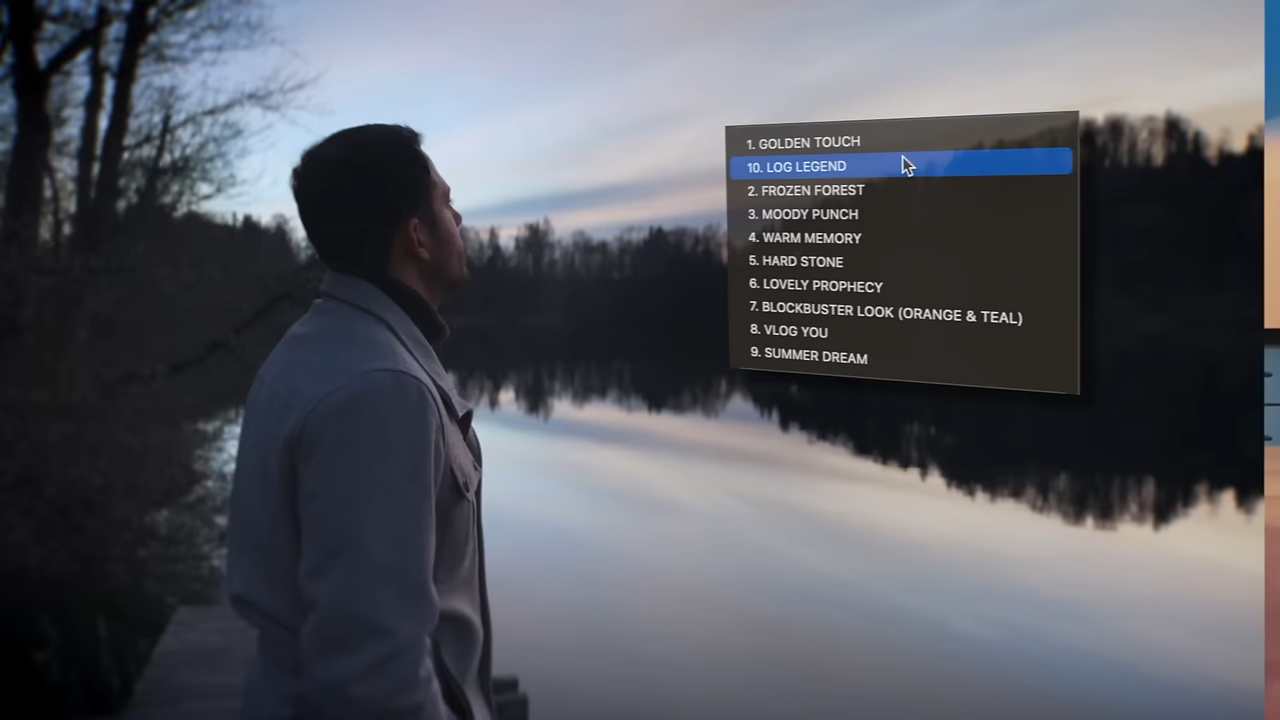 1. GOLDEN TOUCH
10. LOG LEGEND
2. FROZEN FOREST
3. MOODY PUNCH
4. WARM MEMORY
5. HARD STONE
6. LOVELY PROPHECY
7. BLOCKBUSTER LOOK (ORANGE & TEAL)
8. VLOG YOU
9. SUMMER DREAM